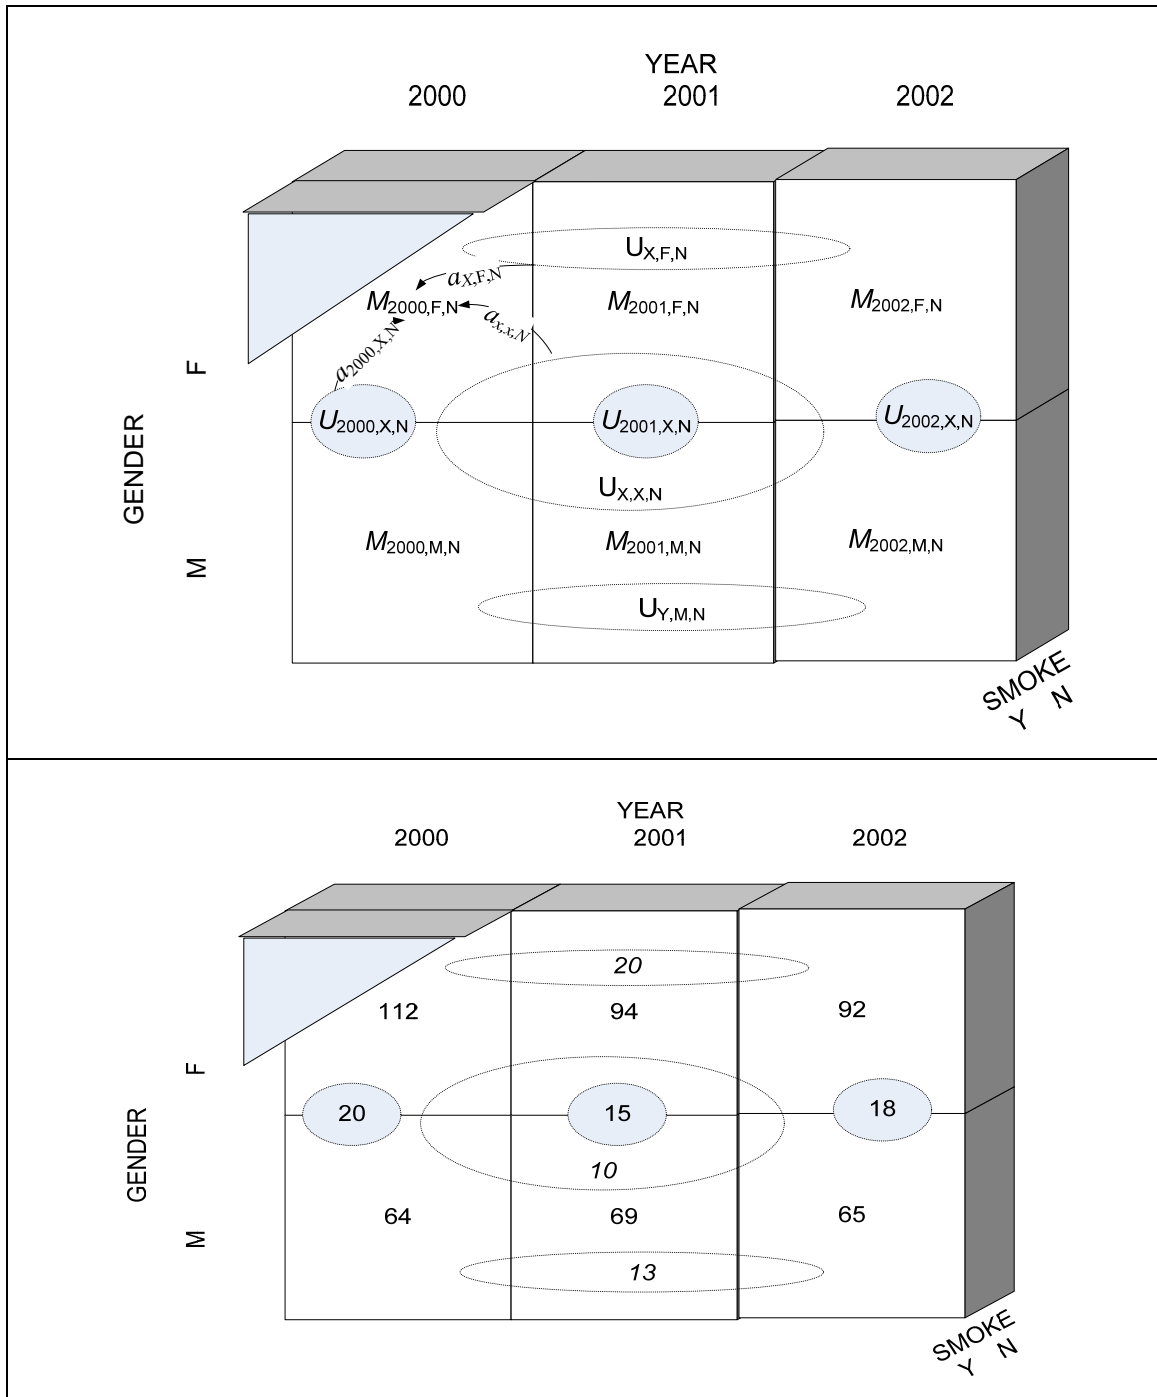 YEAR
2000 2001 2002
U_X,F,N
a_X,F,N
M_2000,F,N M_2001,F,N M_2002,F,N
a_x,x,N
a_2000,X,N
F
U_2000,X,N U_2001,X,N U_2002,X,N
GENDER
U_X,X,N
M_2000,M,N M_2001,M,N M_2002,M,N
M
U_Y,M,N
SMOKE
Y N
YEAR
2000 2001 2002
20
112 94 92
F
20 15 18
GENDER
10
64 69 65
M
13
SMOKE
Y N